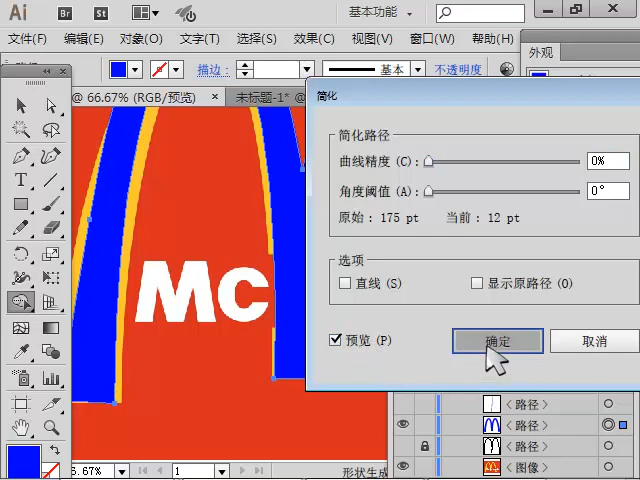 Ai Br St 基本功能
文件(F) 编辑(E) 对象(O) 文字(T) 选择(S) 效果(C) 视图(V) 窗口(W) 帮助(H)
描边: 基本 不透明度
外观
@ 66.67% (RGB/预览) × 未标题-1* @
简化
简化路径
曲线精度(C): 0%
角度阈值(A): 0°
原始: 175 pt 当前: 12 pt
选项
直线(S) 显示原路径(O)
预览(P) 确定 取消
Mc
<路径>
<路径>
<路径>
<图像>
6.67% 1 形状生成